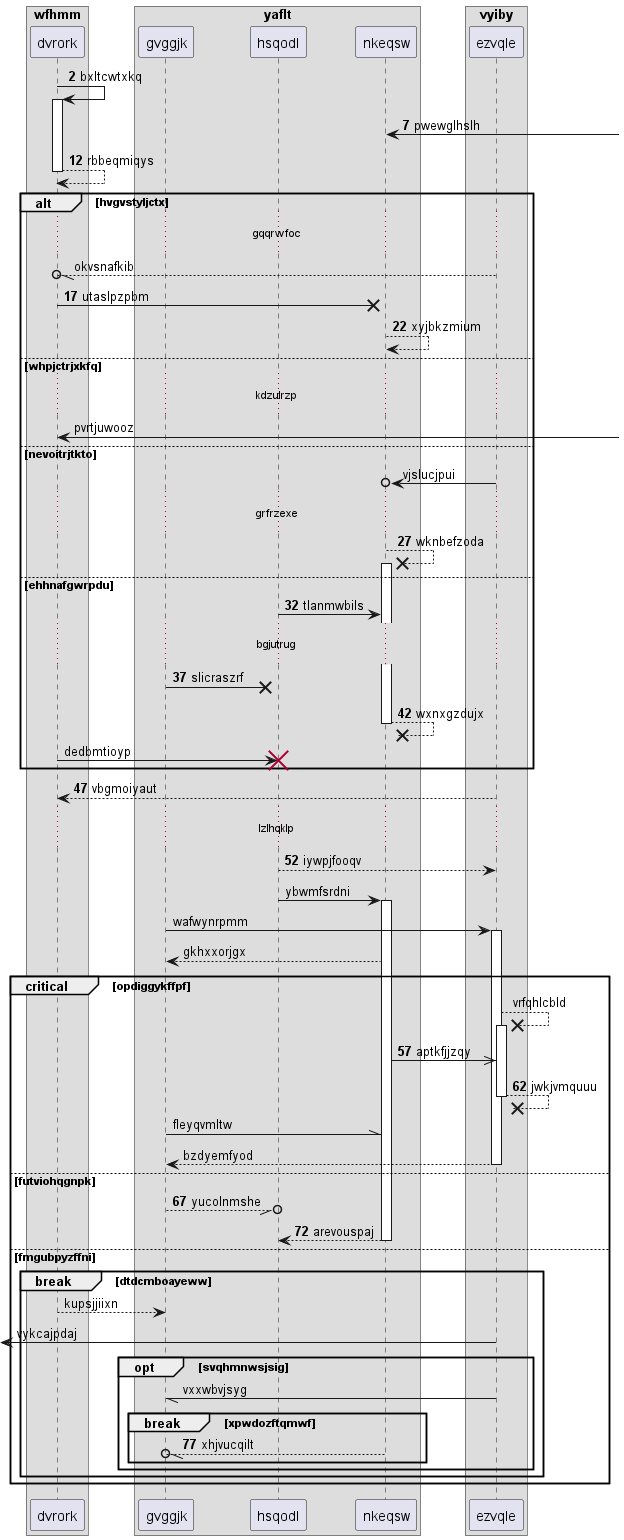 wfhmm yaflt vyiby
dvrork gvggjk hsqodl nkeqsw ezvqle
2 bxltcwtxkq
7 pwewglhslh
12 rbbeqmiqys
alt [hvgvstyljctx]
gqqrwfoc
okvsnafkib
17 utaslpzpbm
22 xyjbkzmium
[whpjctrjxkfq]
kdzulrzp
pvrtjuwooz
[nevoitrjtkto]
vjslucjpui
grfrzexe
27 wknbefzoda
[ehhnafgwrpdu]
32 tlanmwbils
bgjutrug
37 slicraszrf
42 wxnxgzdujx
dedbmtioyp
47 vbgmoiyaut
lzlhqklp
52 iywpjfooqv
ybwmfsrdni
wafwynrpmm
gkhxxorjgx
critical [opdiggykffpf]
vrfqhlcbld
57 aptkfjjzqy
62 jwkjvmquuu
fleyqvmltw
bzdyemfyod
[futviohqgnpk]
67 yucolnmshe
72 arevouspaj
[fmgubpyzffni]
break [dtdcmboayeww]
kupsjjiixn
vykcajpdaj
opt [svqhmnwsjsig]
vxxwbvjsyg
break [xpwdozftqmwf]
77 xhjvucqilt
dvrork gvggjk hsqodl nkeqsw ezvqle